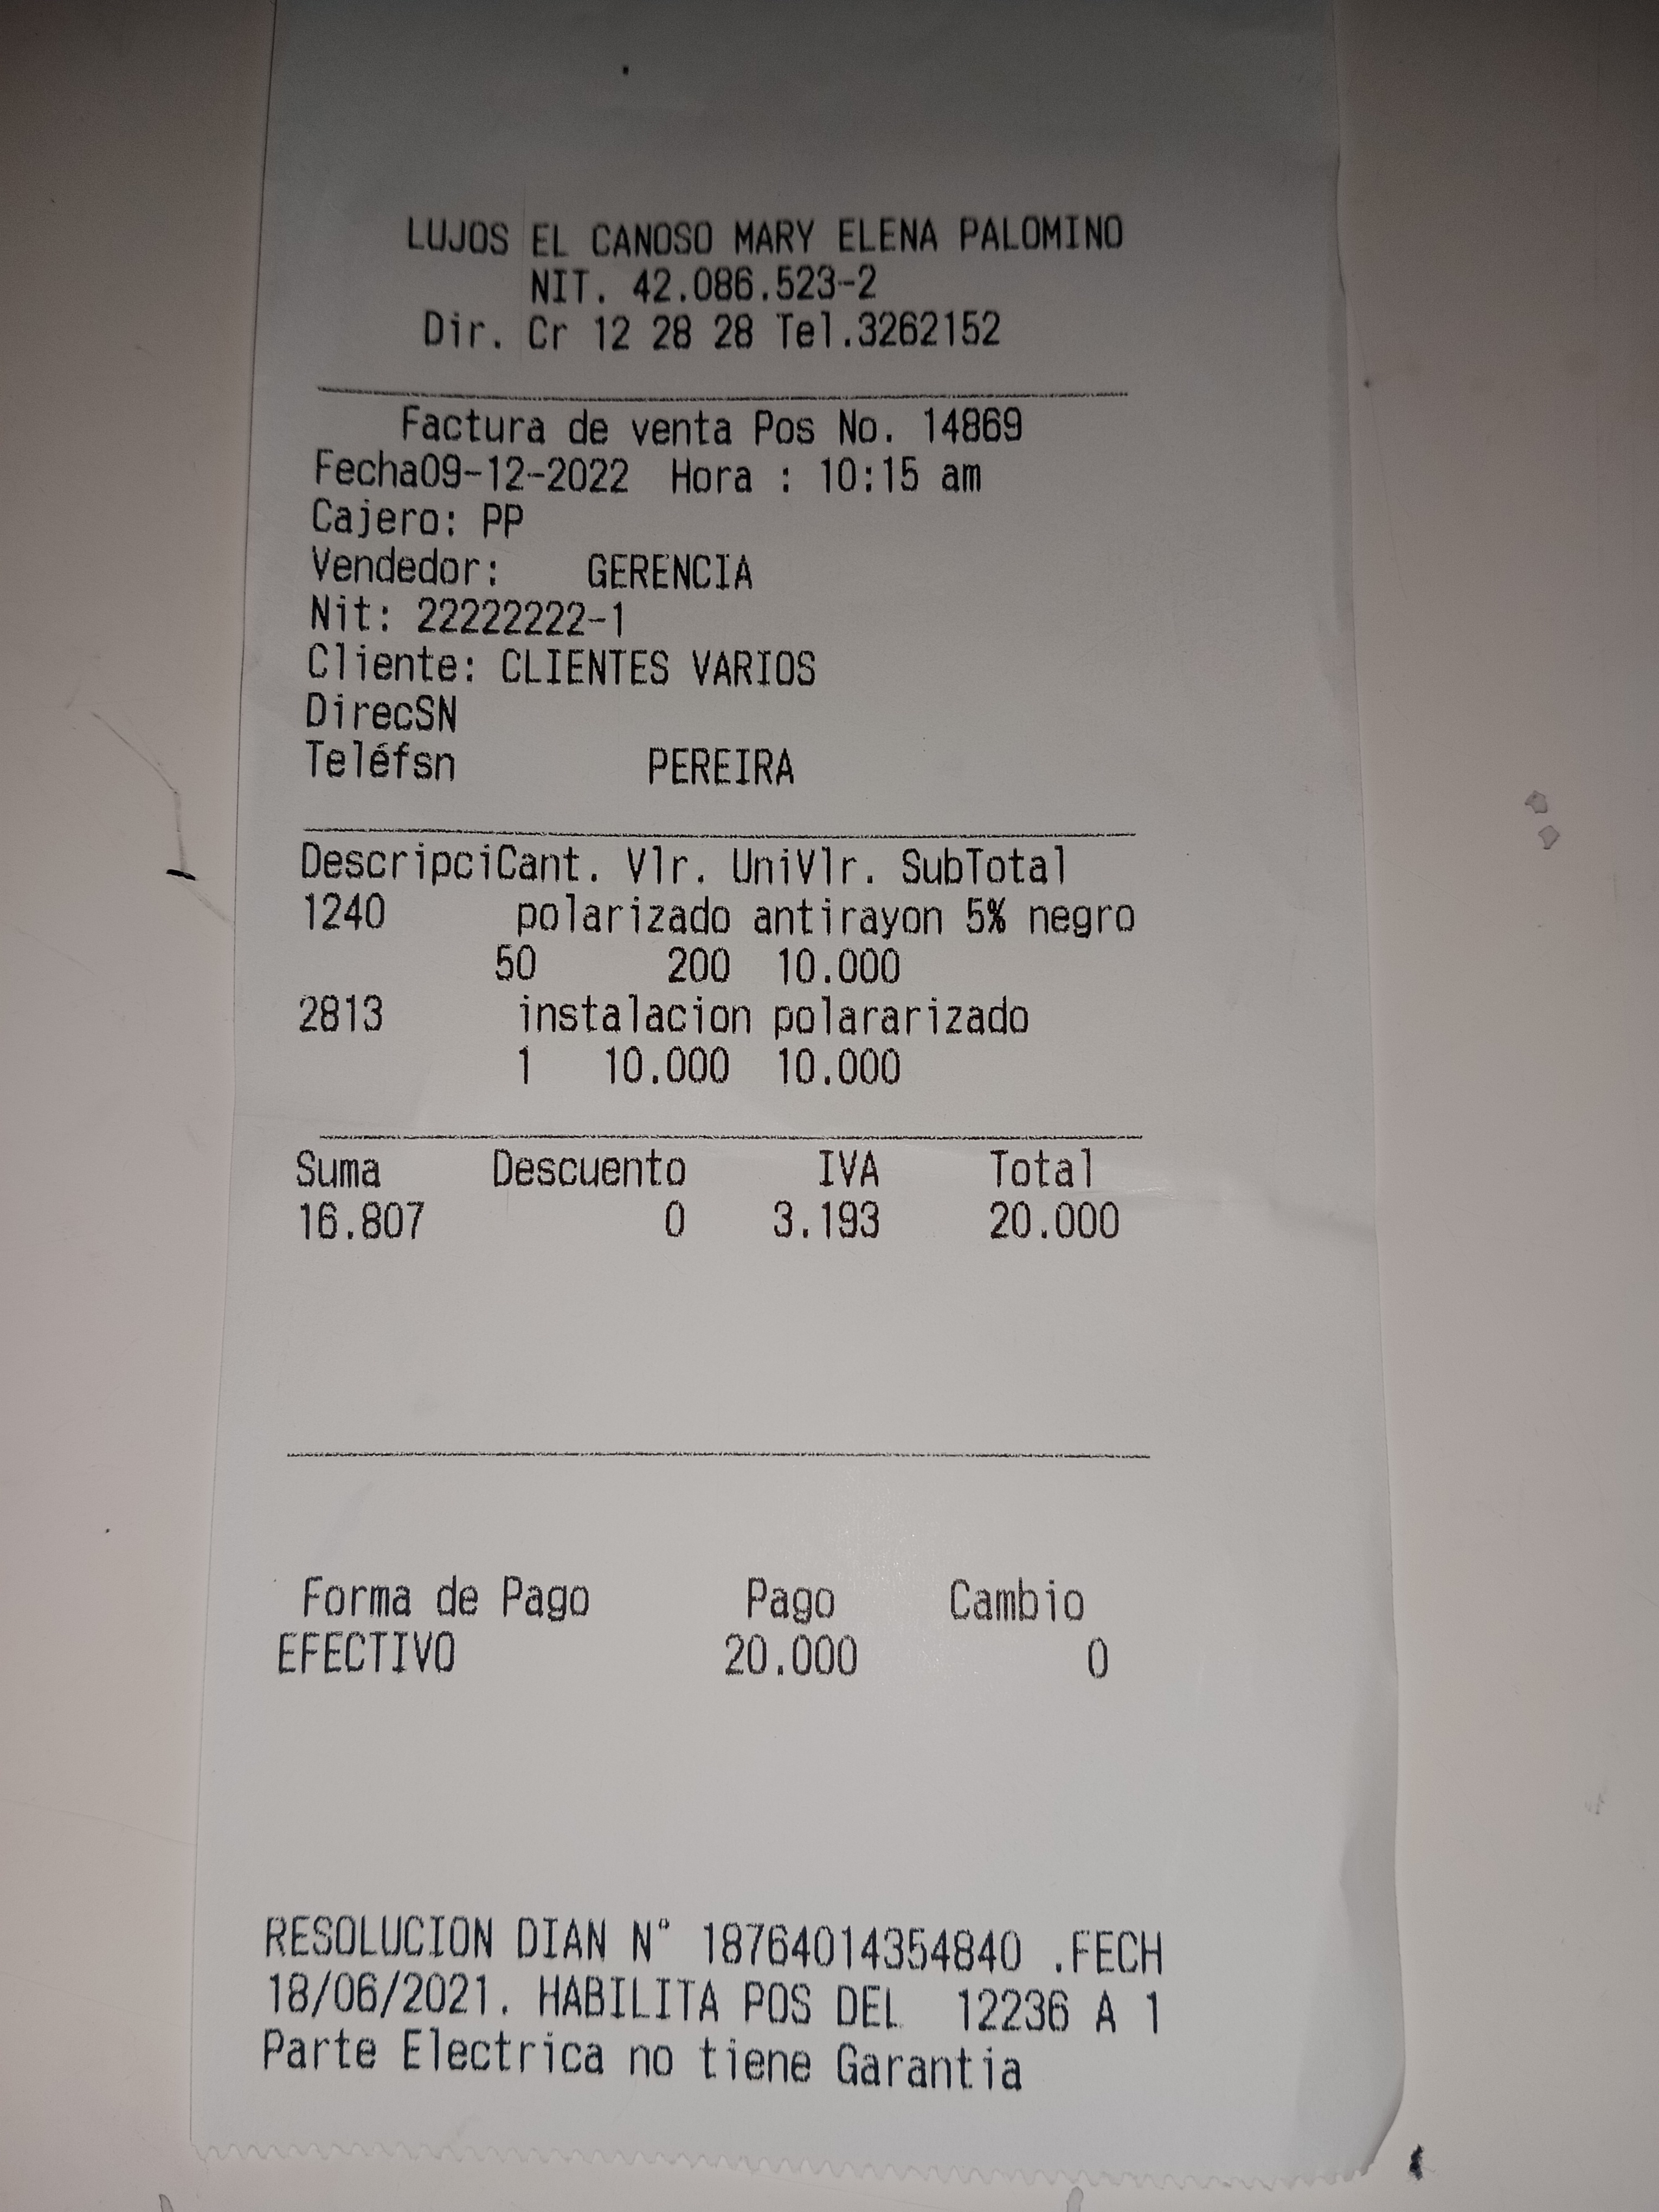 LUJOS EL CANOSO MARY ELENA PALOMINO
NIT. 42.086.523-2
Dir. Cr 12 28 28 Tel.3262152
Factura de venta Pos No. 14869
Fecha09-12-2022 Hora : 10:15 am
Cajero: PP
Vendedor: GERENCIA
Nit: 22222222-1
Cliente: CLIENTES VARIOS
DirecSN
Teléfsn PEREIRA
DescripciCant. Vlr. UniVlr. SubTotal
1240 polarizado antirayon 5% negro
50 200 10.000
2813 instalacion polararizado
1 10.000 10.000
Suma Descuento IVA Total
16.807 0 3.193 20.000
Forma de Pago Pago Cambio
EFECTIVO 20.000 0
RESOLUCION DIAN N° 18764014354840 .FECH
18/06/2021. HABILITA POS DEL 12236 A 1
Parte Electrica no tiene Garantia